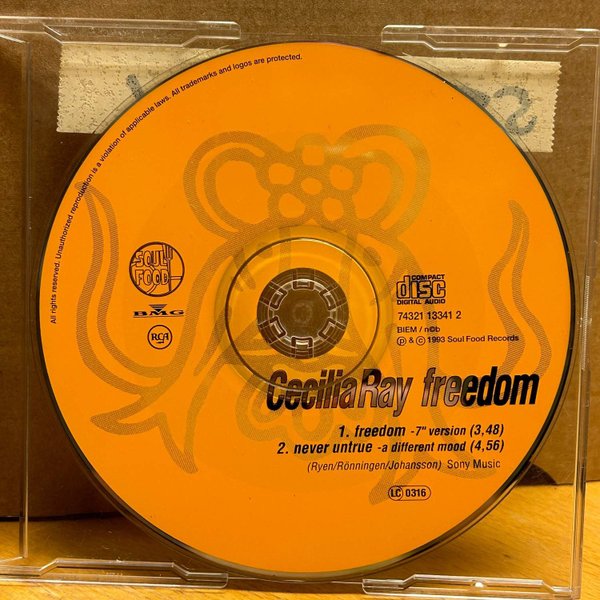 All rights reserved. Unauthorized reproduction is a violation of applicable laws. All trademarks and logos are protected.
SOUL
FOOD
BMG
RCA
COMPACT
disc
DIGITAL AUDIO
74321 13341 2
BIEM / n©b
℗ & © 1993 Soul Food Records
Cecilia Ray freedom
1. freedom -7" version (3,48)
2. never untrue -a different mood (4,56)
(Ryen/Rönningen/Johansson) Sony Music
LC 0316